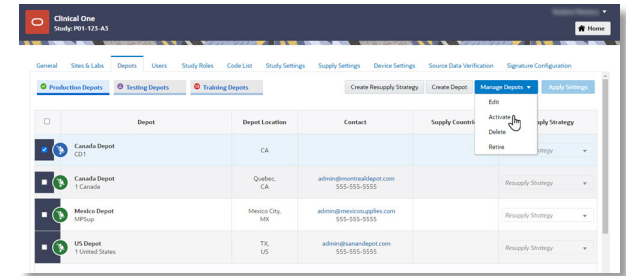 Clinical One
Study: P01-123-A3
Home
General Sites & Labs Depots Users Study Roles Code List Study Settings Supply Settings Device Settings Source Data Verification Signature Configuration
Production Depots Testing Depots Training Depots Create Resupply Strategy Create Depot Manage Depots Apply Settings
Edit
Activate
Delete
Retire
Depot Depot Location Contact Supply Countri ply Strategy
Canada Depot
CD1
CA
ategy
Canada Depot
1 Canada
Quebec,
CA
admin@montrealdepot.com
555-555-5555
Resupply Strategy
Mexico Depot
MPSup
Mexico City,
MX
admin@mexicosupplies.com
555-555-5555
Resupply Strategy
US Depot
1 United States
TX,
US
admin@sanandepot.com
555-555-5555
Resupply Strategy